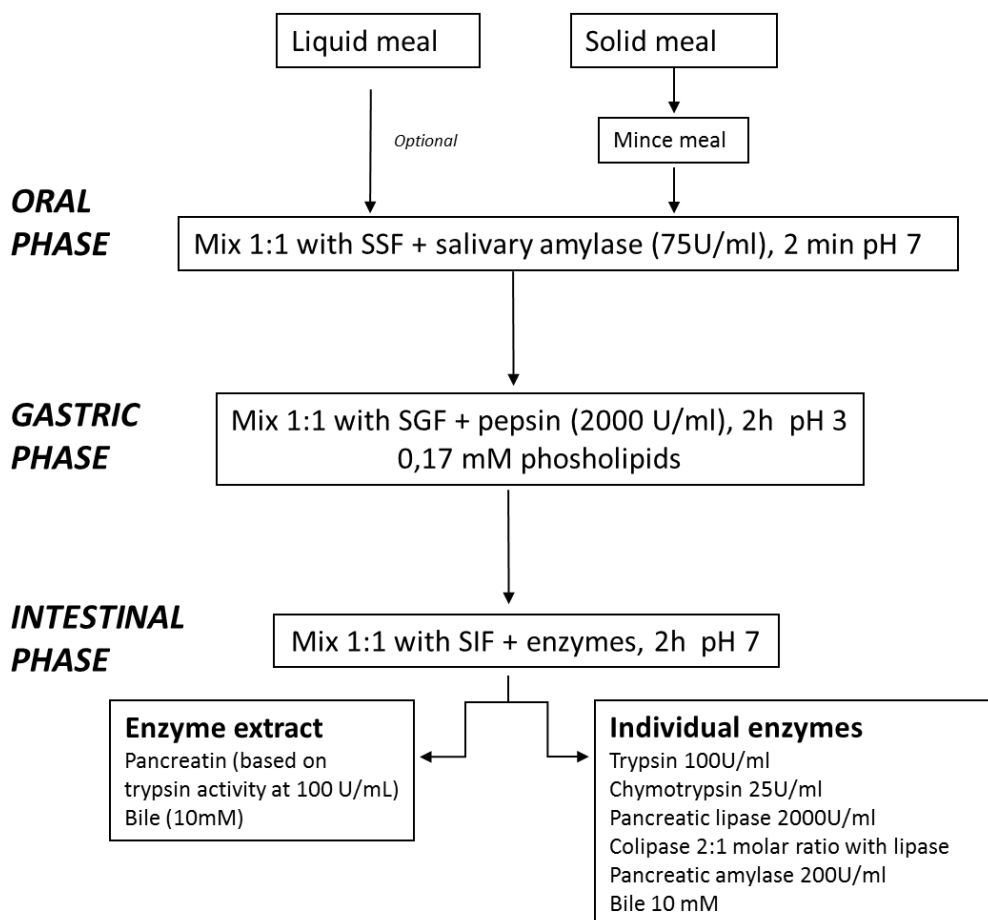 Liquid meal
Solid meal
Optional
Mince meal
ORAL
PHASE
Mix 1:1 with SSF + salivary amylase (75U/ml), 2 min pH 7
GASTRIC
PHASE
Mix 1:1 with SGF + pepsin (2000 U/ml), 2h pH 3
0,17 mM phosholipids
INTESTINAL
PHASE
Mix 1:1 with SIF + enzymes, 2h pH 7
Enzyme extract
Pancreatin (based on
trypsin activity at 100 U/mL)
Bile (10mM)
Individual enzymes
Trypsin 100U/ml
Chymotrypsin 25U/ml
Pancreatic lipase 2000U/ml
Colipase 2:1 molar ratio with lipase
Pancreatic amylase 200U/ml
Bile 10 mM